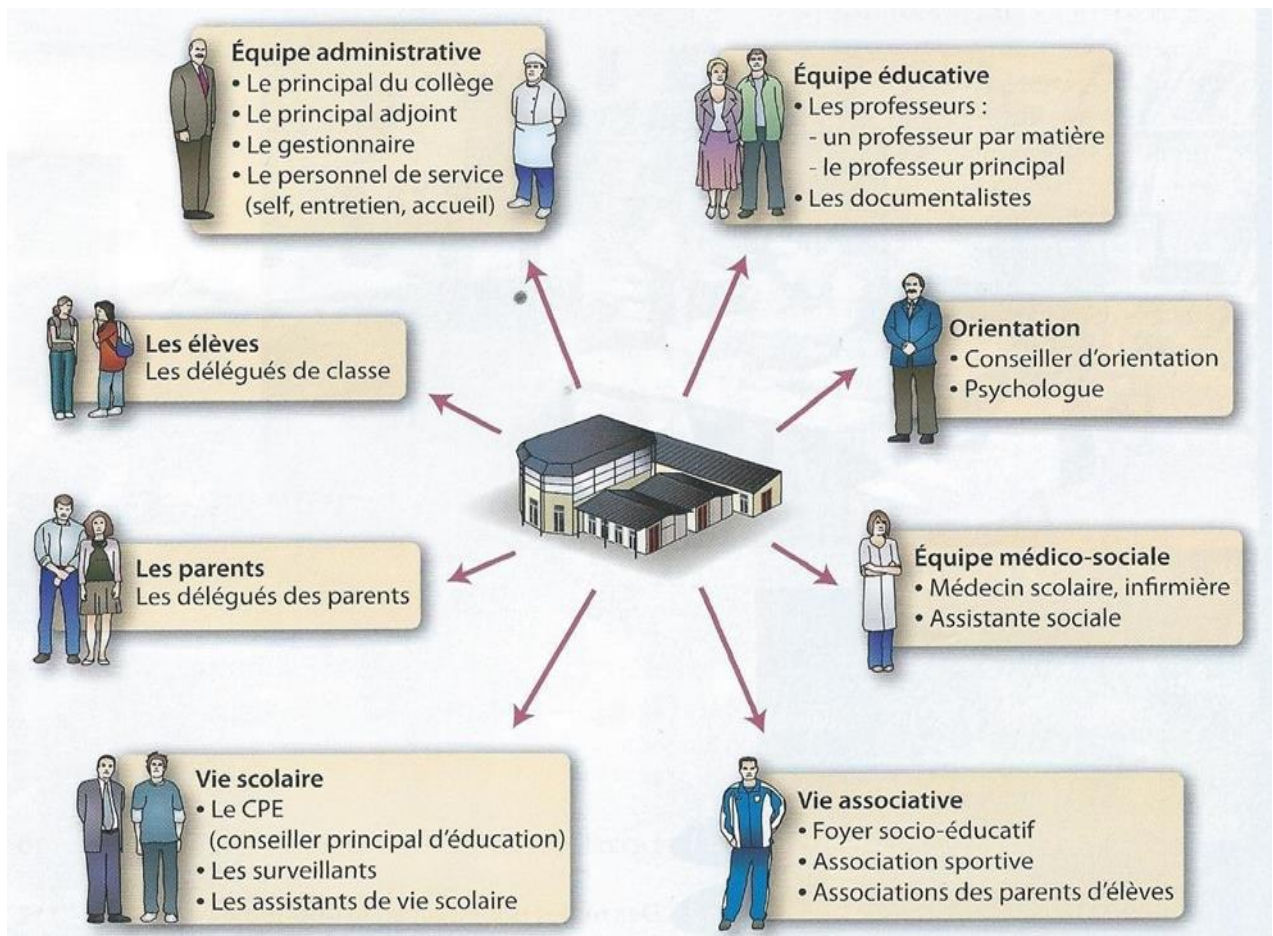 Équipe administrative
• Le principal du collège
• Le principal adjoint
• Le gestionnaire
• Le personnel de service
(self, entretien, accueil)
Équipe éducative
• Les professeurs :
- un professeur par matière
- le professeur principal
• Les documentalistes
Les élèves
Les délégués de classe
Orientation
• Conseiller d'orientation
• Psychologue
Les parents
Les délégués des parents
Équipe médico-sociale
• Médecin scolaire, infirmière
• Assistante sociale
Vie scolaire
• Le CPE
(conseiller principal d'éducation)
• Les surveillants
• Les assistants de vie scolaire
Vie associative
• Foyer socio-éducatif
• Association sportive
• Associations des parents d'élèves